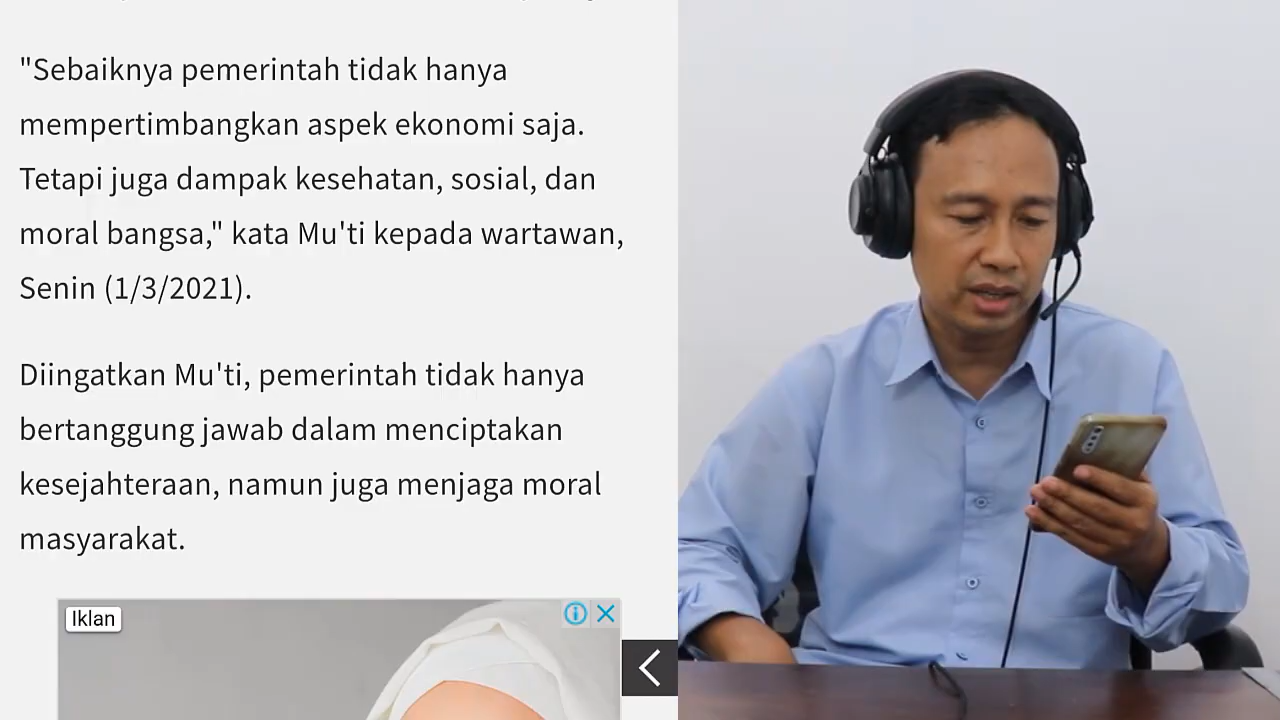 "Sebaiknya pemerintah tidak hanya
mempertimbangkan aspek ekonomi saja.
Tetapi juga dampak kesehatan, sosial, dan
moral bangsa," kata Mu'ti kepada wartawan,
Senin (1/3/2021).
Diingatkan Mu'ti, pemerintah tidak hanya
bertanggung jawab dalam menciptakan
kesejahteraan, namun juga menjaga moral
masyarakat.
Iklan